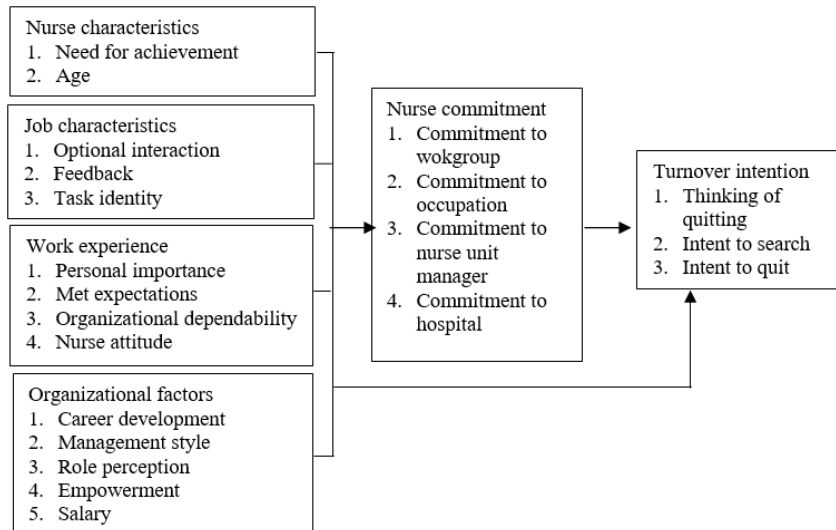 Nurse characteristics
1. Need for achievement
2. Age
Job characteristics
1. Optional interaction
2. Feedback
3. Task identity
Work experience
1. Personal importance
2. Met expectations
3. Organizational dependability
4. Nurse attitude
Organizational factors
1. Career development
2. Management style
3. Role perception
4. Empowerment
5. Salary
Nurse commitment
1. Commitment to
wokgroup
2. Commitment to
occupation
3. Commitment to
nurse unit
manager
4. Commitment to
hospital
Turnover intention
1. Thinking of
quitting
2. Intent to search
3. Intent to quit